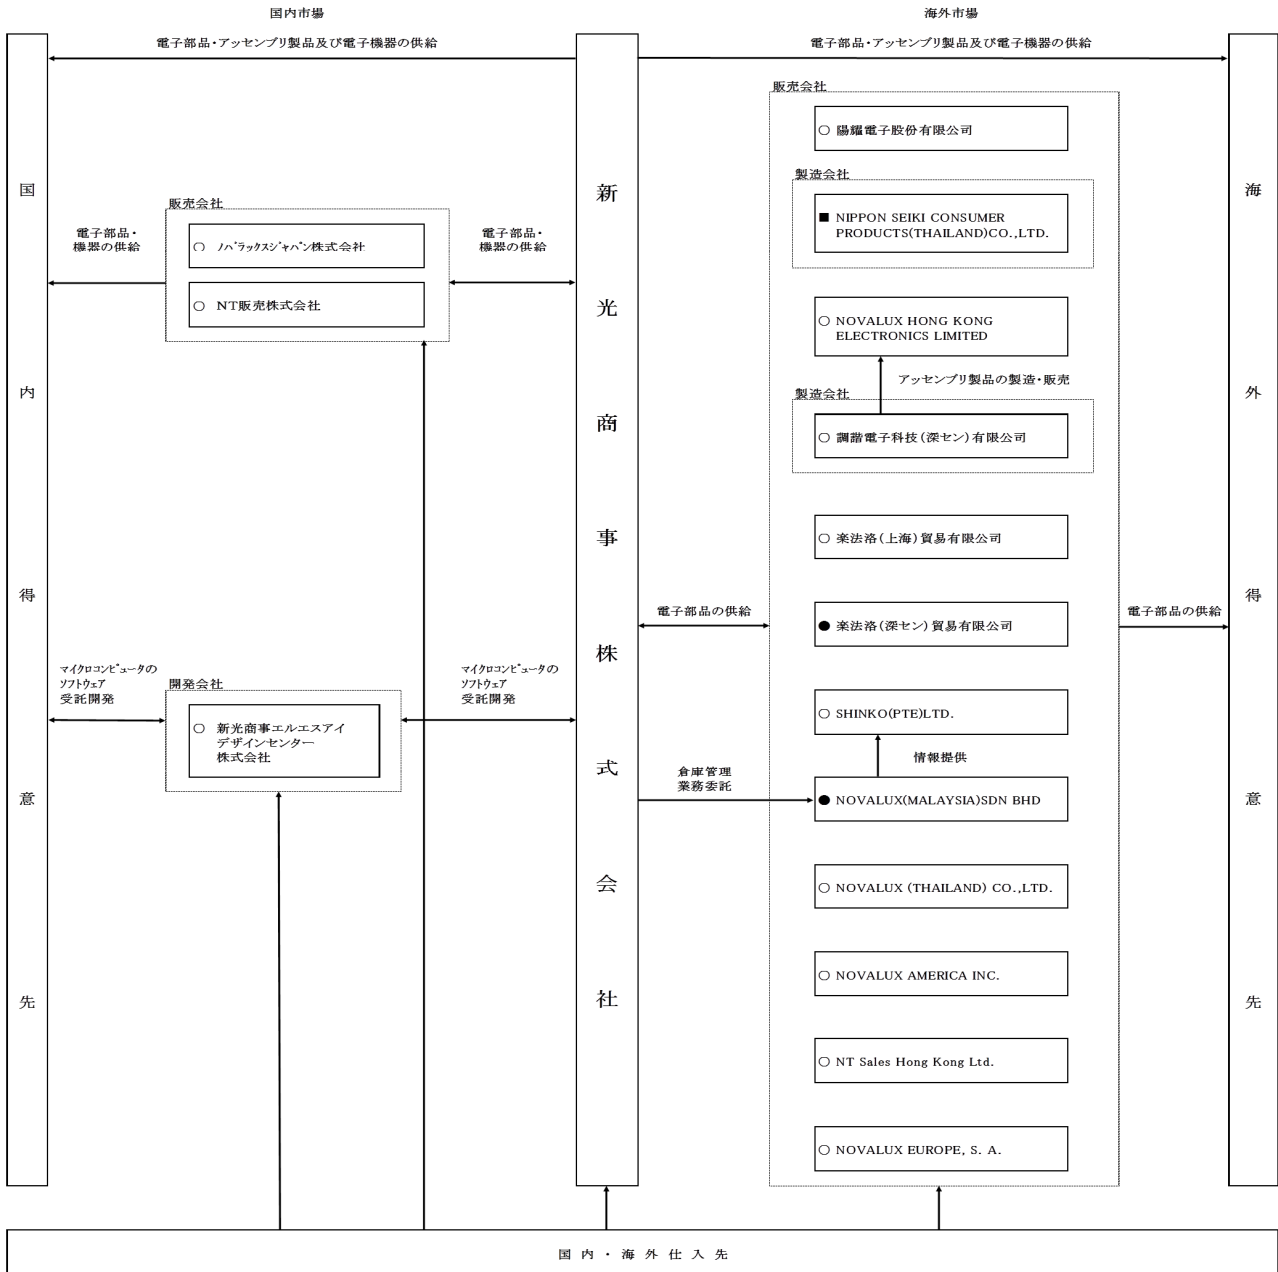 国内市場
海外市場
電子部品・アッセンブリ製品及び電子機器の供給
電子部品・アッセンブリ製品及び電子機器の供給
国内得意先
販売会社
電子部品・
機器の供給
○ ノバラックスジャパン株式会社
○ NT販売株式会社
電子部品・
機器の供給
マイクロコンピュータの
ソフトウェア
受託開発
開発会社
○ 新光商事エルエスアイ
デザインセンター
株式会社
マイクロコンピュータの
ソフトウェア
受託開発
新光商事株式会社
販売会社
○ 陽耀電子股份有限公司
製造会社
■ NIPPON SEIKI CONSUMER
PRODUCTS(THAILAND)CO.,LTD.
○ NOVALUX HONG KONG
ELECTRONICS LIMITED
アッセンブリ製品の製造・販売
製造会社
○ 調諧電子科技(深セン)有限公司
○楽法洛(上海)貿易有限公司
電子部品の供給
● 楽法洛(深セン)貿易有限公司
電子部品の供給
○ SHINKO(PTE)LTD.
情報提供
倉庫管理
業務委託
● NOVALUX(MALAYSIA)SDN BHD
○ NOVALUX (THAILAND) CO.,LTD.
○ NOVALUX AMERICA INC.
○ NT Sales Hong Kong Ltd.
○ NOVALUX EUROPE, S. A.
海外得意先
国内・海外仕入先